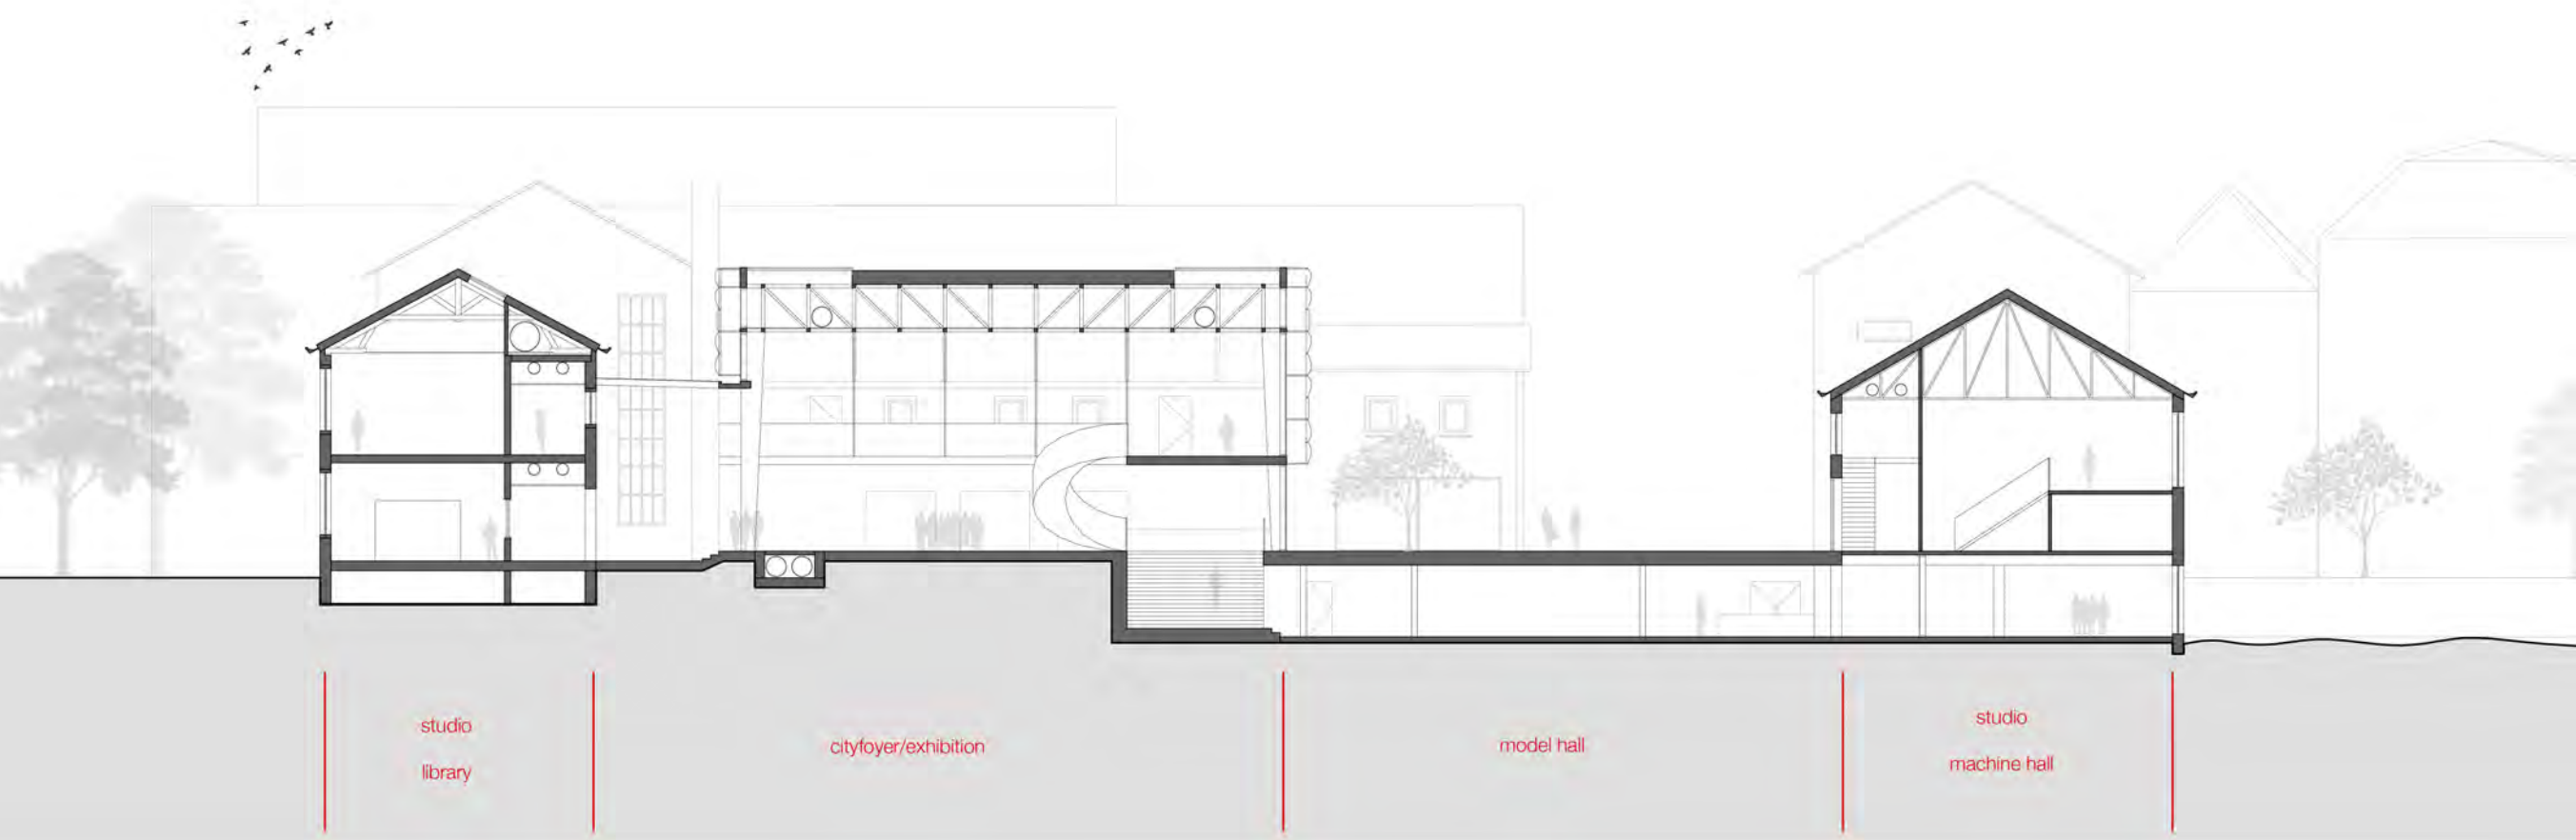 studio
library
cityfoyer/exhibition
model hall
studio
machine hall